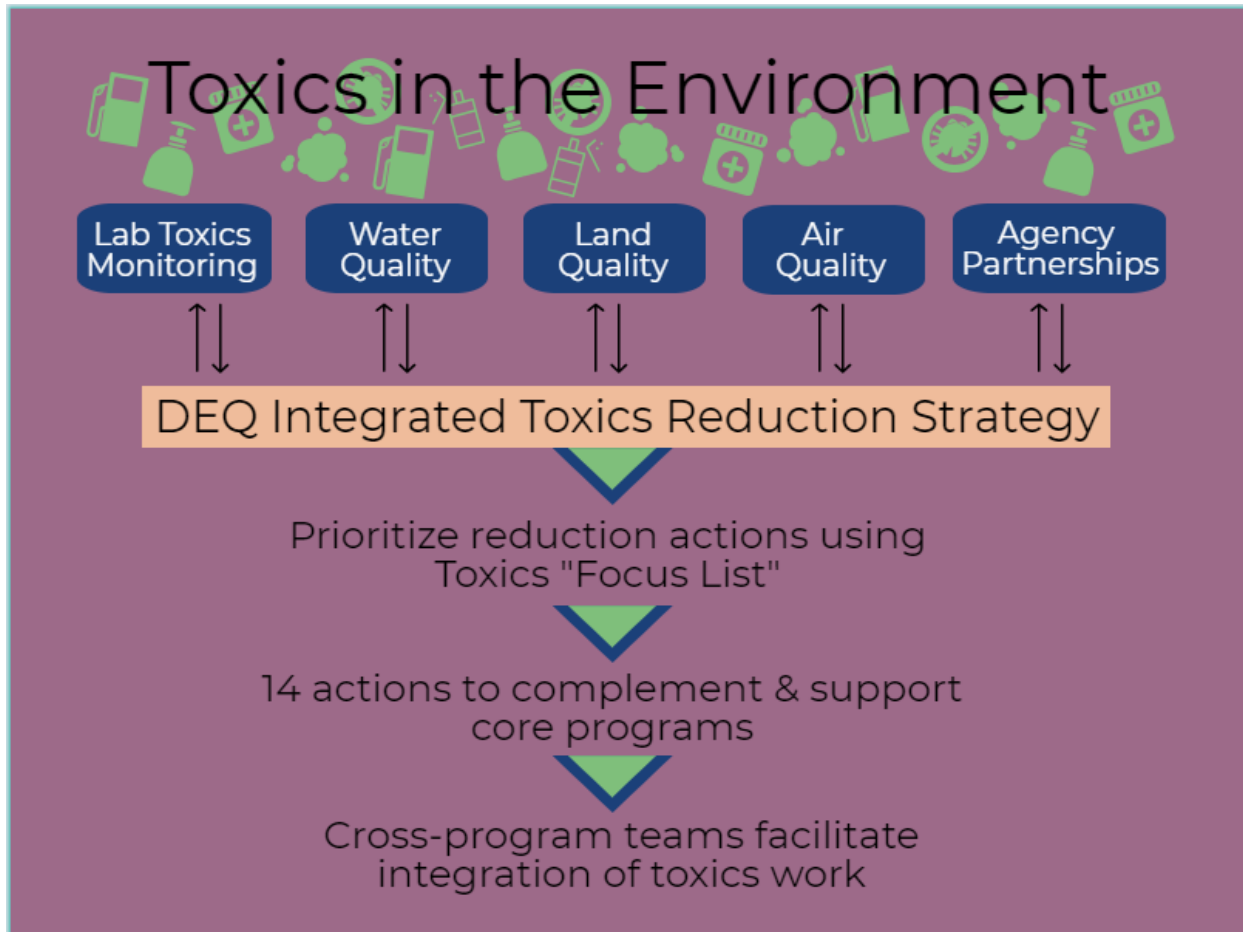 Toxics in the Environment
Lab Toxics
Monitoring
Water
Quality
Land
Quality
Air
Quality
Agency
Partnerships
DEQ Integrated Toxics Reduction Strategy
Prioritize reduction actions using
Toxics "Focus List"
14 actions to complement & support
core programs
Cross-program teams facilitate
integration of toxics work